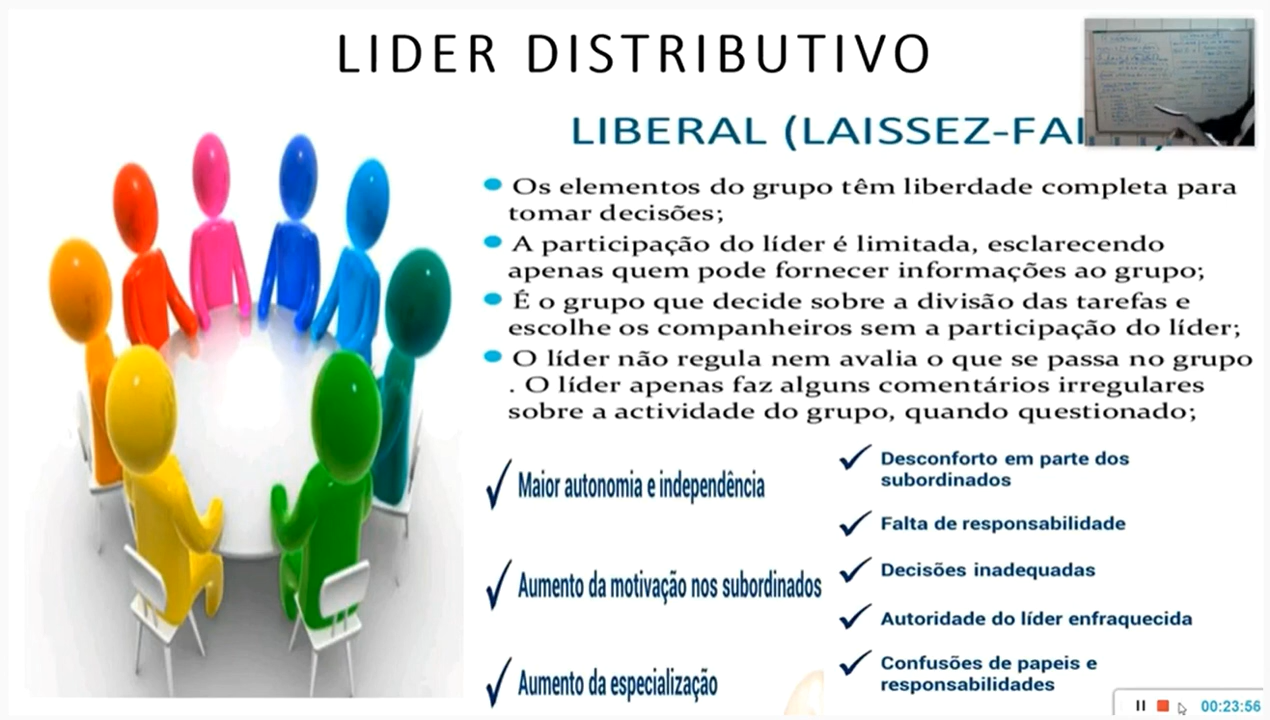 LIDER DISTRIBUTIVO
LIBERAL (LAISSEZ-FAI
Os elementos do grupo têm liberdade completa para
tomar decisões;
A participação do líder é limitada, esclarecendo
apenas quem pode fornecer informações ao grupo;
É o grupo que decide sobre a divisão das tarefas e
escolhe os companheiros sem a participação do líder;
O líder não regula nem avalia o que se passa no grupo
. O líder apenas faz alguns comentários irregulares
sobre a actividade do grupo, quando questionado;
Maior autonomia e independência
Aumento da motivação nos subordinados
Aumento da especialização
Desconforto em parte dos
subordinados
Falta de responsabilidade
Decisões inadequadas
Autoridade do líder enfraquecida
Confusões de papeis e
responsabilidades
00:23:56